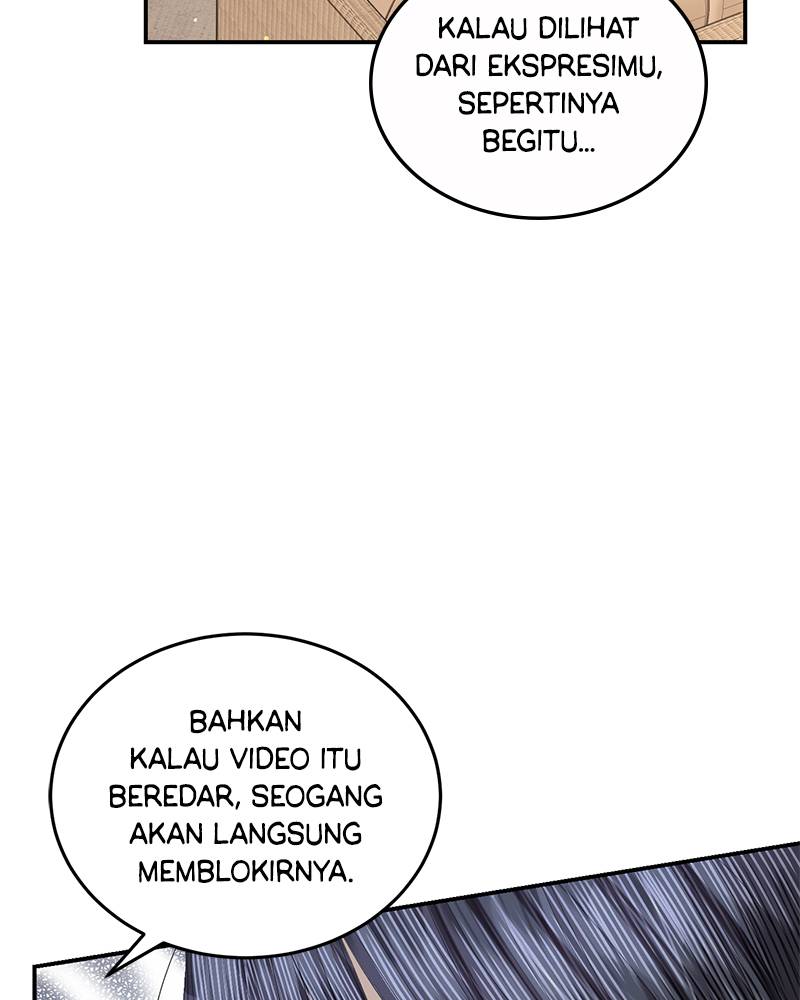 KALAU DILIHAT
DARI EKSPRESIMU,
SEPERTINYA
BEGITU...
BAHKAN
KALAU VIDEO ITU
BEREDAR, SEOGANG
AKAN LANGSUNG
MEMBLOKIRNYA.